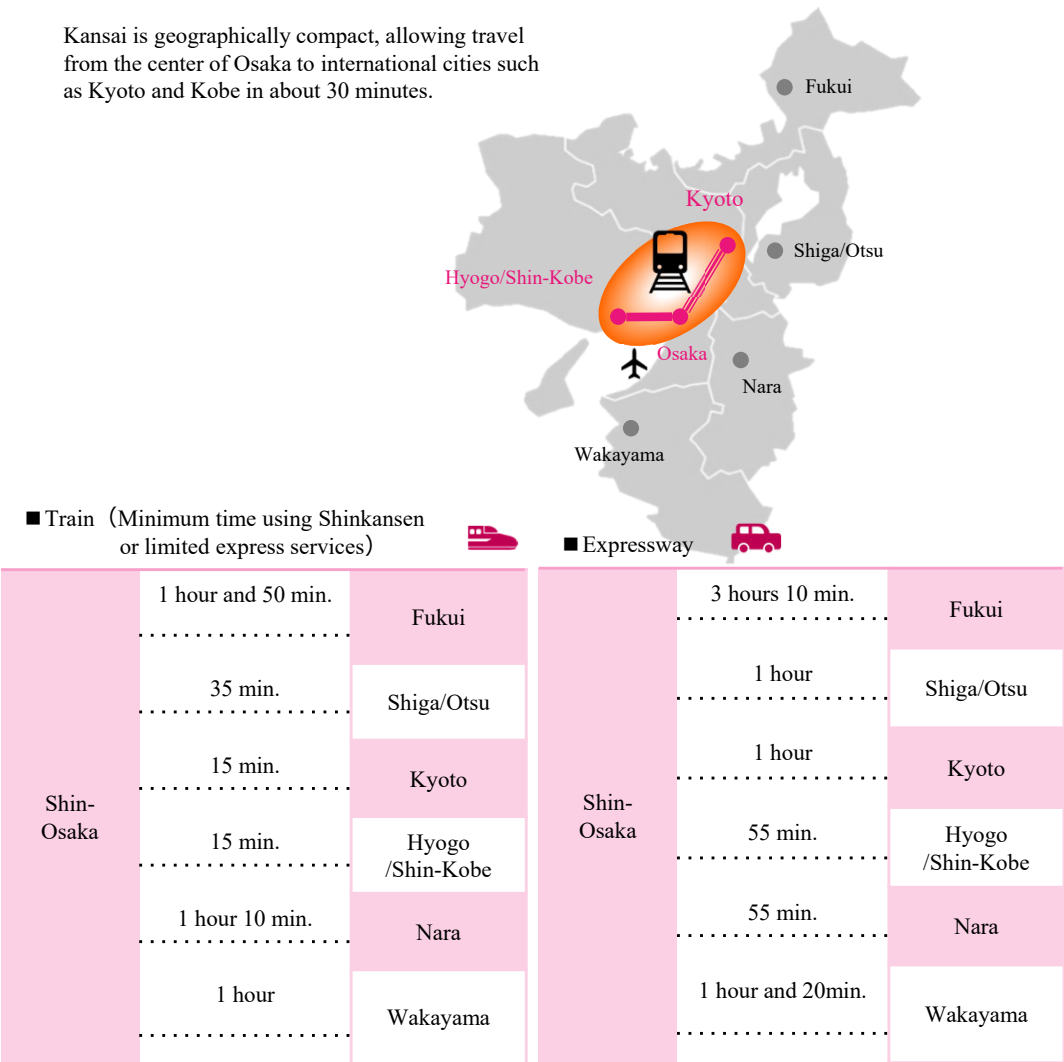 Kansai is geographically compact, allowing travel
from the center of Osaka to international cities such
as Kyoto and Kobe in about 30 minutes.
Fukui
Kyoto
Shiga/Otsu
Hyogo/Shin-Kobe
Osaka
Nara
Wakayama
■ Train（Minimum time using Shinkansen
or limited express services）
Shin-
Osaka
1 hour and 50 min.
Fukui
35 min.
Shiga/Otsu
15 min.
Kyoto
15 min.
Hyogo
/Shin-Kobe
1 hour 10 min.
Nara
1 hour
Wakayama
■ Expressway
Shin-
Osaka
3 hours 10 min.
Fukui
1 hour
Shiga/Otsu
1 hour
Kyoto
55 min.
Hyogo
/Shin-Kobe
55 min.
Nara
1 hour and 20min.
Wakayama